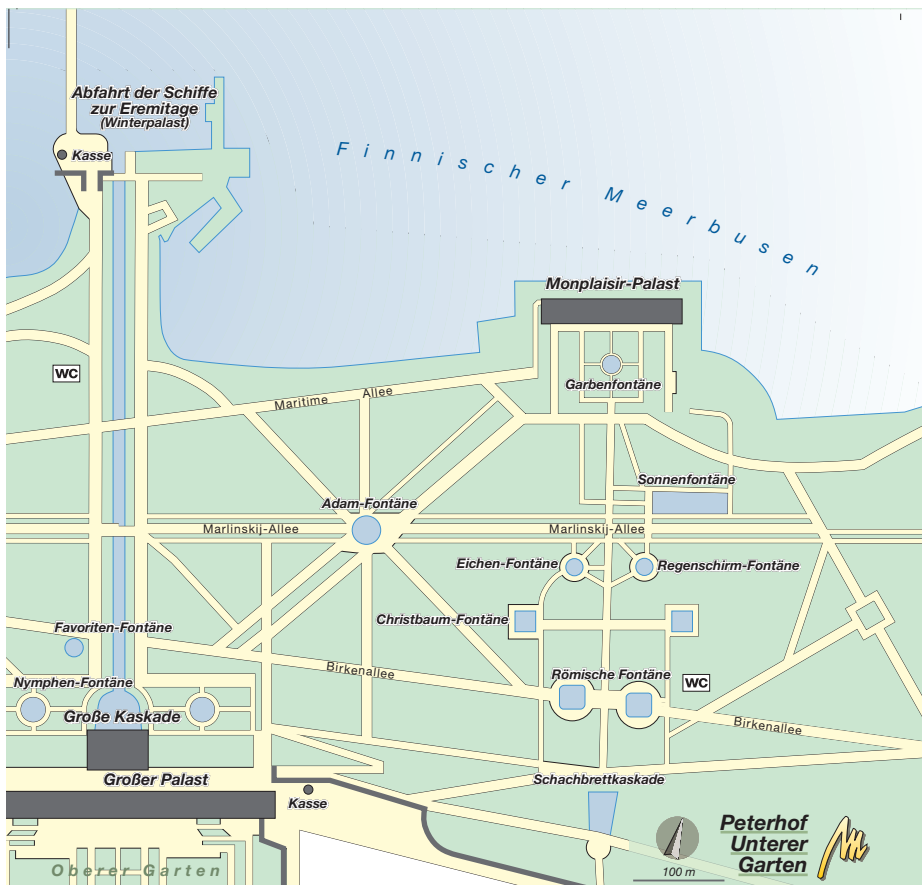 Abfahrt der Schiffe
zur Eremitage
(Winterpalast)
Kasse
Finnischer Meerbusen
Monplaisir-Palast
WC
Garbenfontäne
Maritime Allee
Sonnenfontäne
Adam-Fontäne
Marlinskij-Allee
Marlinskij-Allee
Eichen-Fontäne
Regenschirm-Fontäne
Christbaum-Fontäne
Favoriten-Fontäne
Birkenallee
Römische Fontäne
Nymphen-Fontäne
WC
Große Kaskade
Birkenallee
Großer Palast
Schachbrettkaskade
Kasse
Peterhof
Unterer
Garten
Oberer Garten
100 m